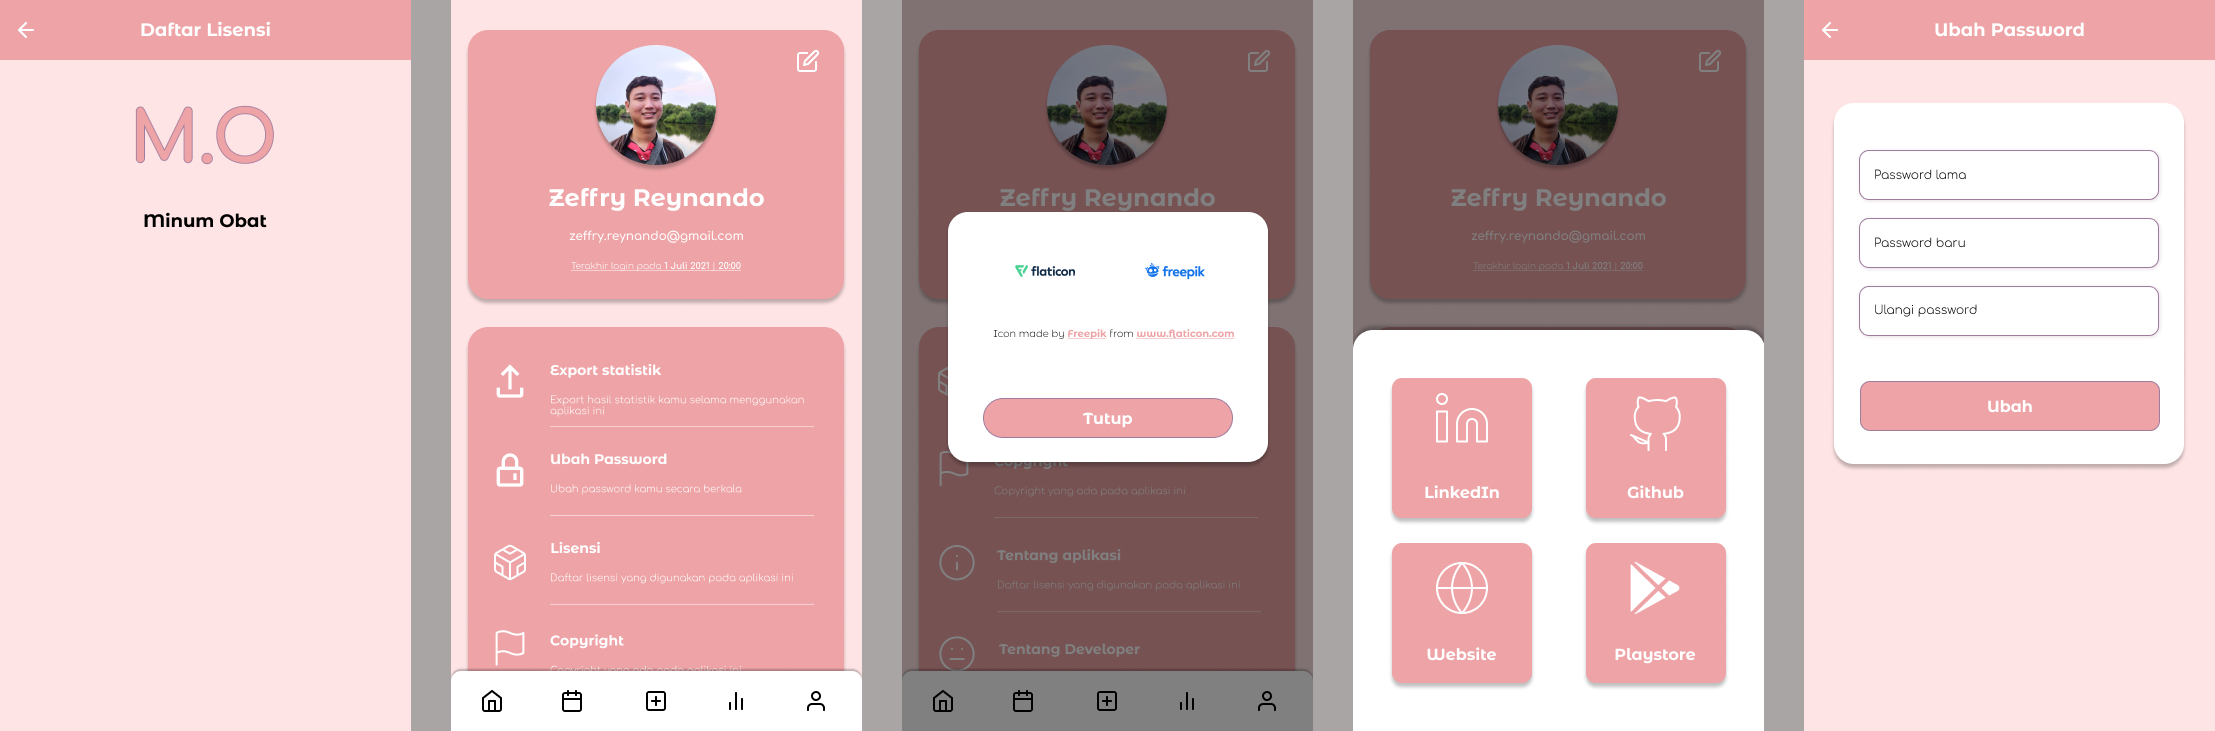 Daftar Lisensi
M.O
Minum Obat
Zeffry Reynando
zeffry.reynando@gmail.com
Terakhir login pada 1 Juli 2021 | 20:00
Export statistik
Export hasil statistik kamu selama menggunakan
aplikasi ini
Ubah Password
Ubah password kamu secara berkala
Lisensi
Daftar lisensi yang digunakan pada aplikasi ini
Copyright
Copyright yang ada pada aplikasi ini
Zeffry Reynando
flaticon
freepik
Icon made by Freepik from www.flaticon.com
Tutup
Copyright
Copyright yang ada pada aplikasi ini
Tentang aplikasi
Daftar lisensi yang digunakan pada aplikasi ini
Tentang Developer
Zeffry Reynando
zeffry.reynando@gmail.com
Terakhir login pada 1 Juli 2021 | 20:00
LinkedIn
Github
Website
Playstore
Ubah Password
Password lama
Password baru
Ulangi password
Ubah